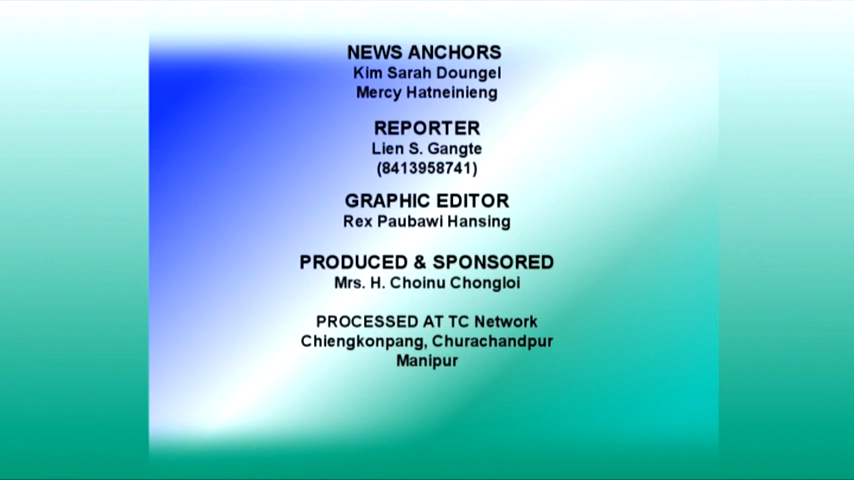 NEWS ANCHORS
Kim Sarah Doungel
Mercy Hatneinieng
REPORTER
Lien S. Gangte
(8413958741)
GRAPHIC EDITOR
Rex Paubawi Hansing
PRODUCED & SPONSORED
Mrs. H. Choinu Chongloi
PROCESSED AT TC Network
Chiengkonpang, Churachandpur
Manipur